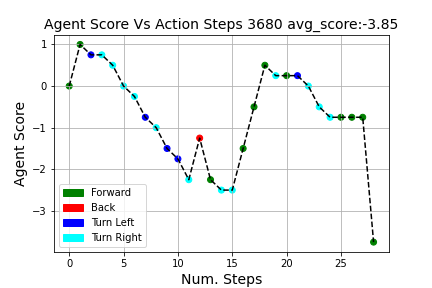 Agent Score Vs Action Steps 3680 avg_score:-3.85
1
0
−1
−2
−3
Agent Score
Forward
Back
Turn Left
Turn Right
0 5 10 15 20 25
Num. Steps